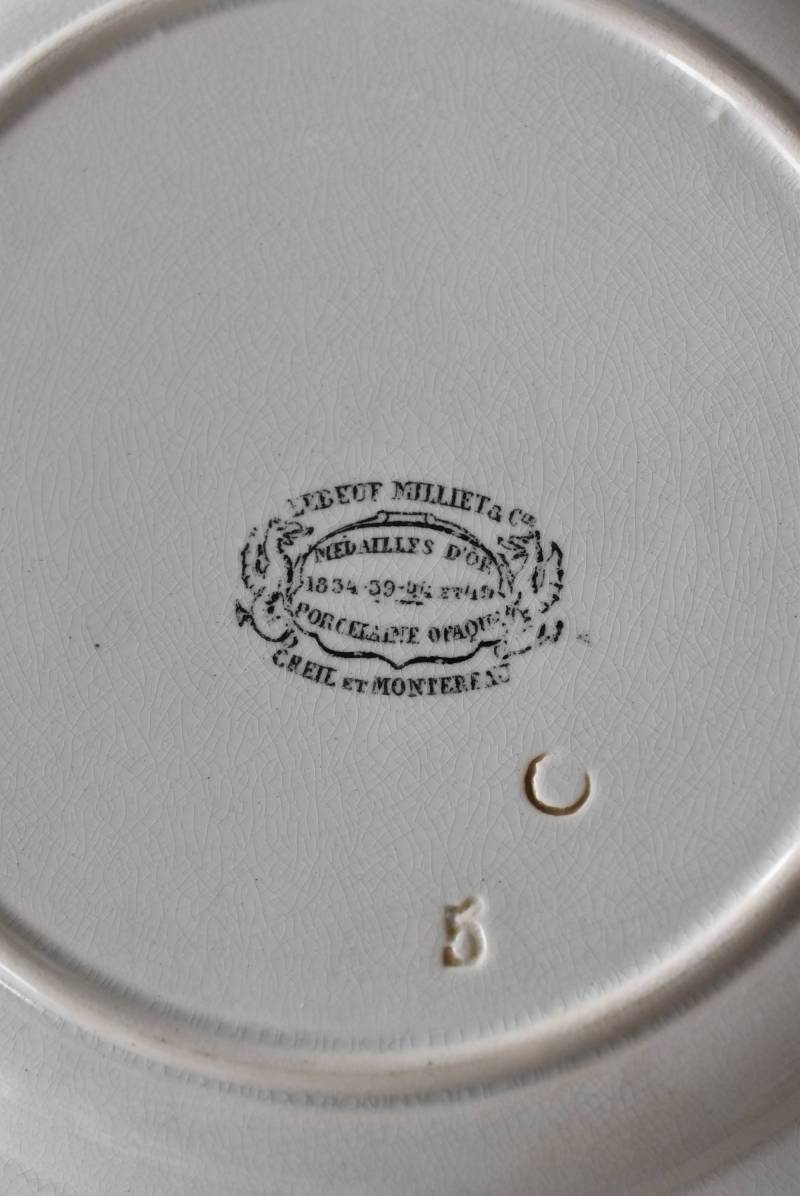 LEBEUF MILLIET & Cie
MÉDAILLES D'OR
1834-39-44 ET 49
PORCELAINE OPAQUE
CREIL ET MONTEREAU
C
5